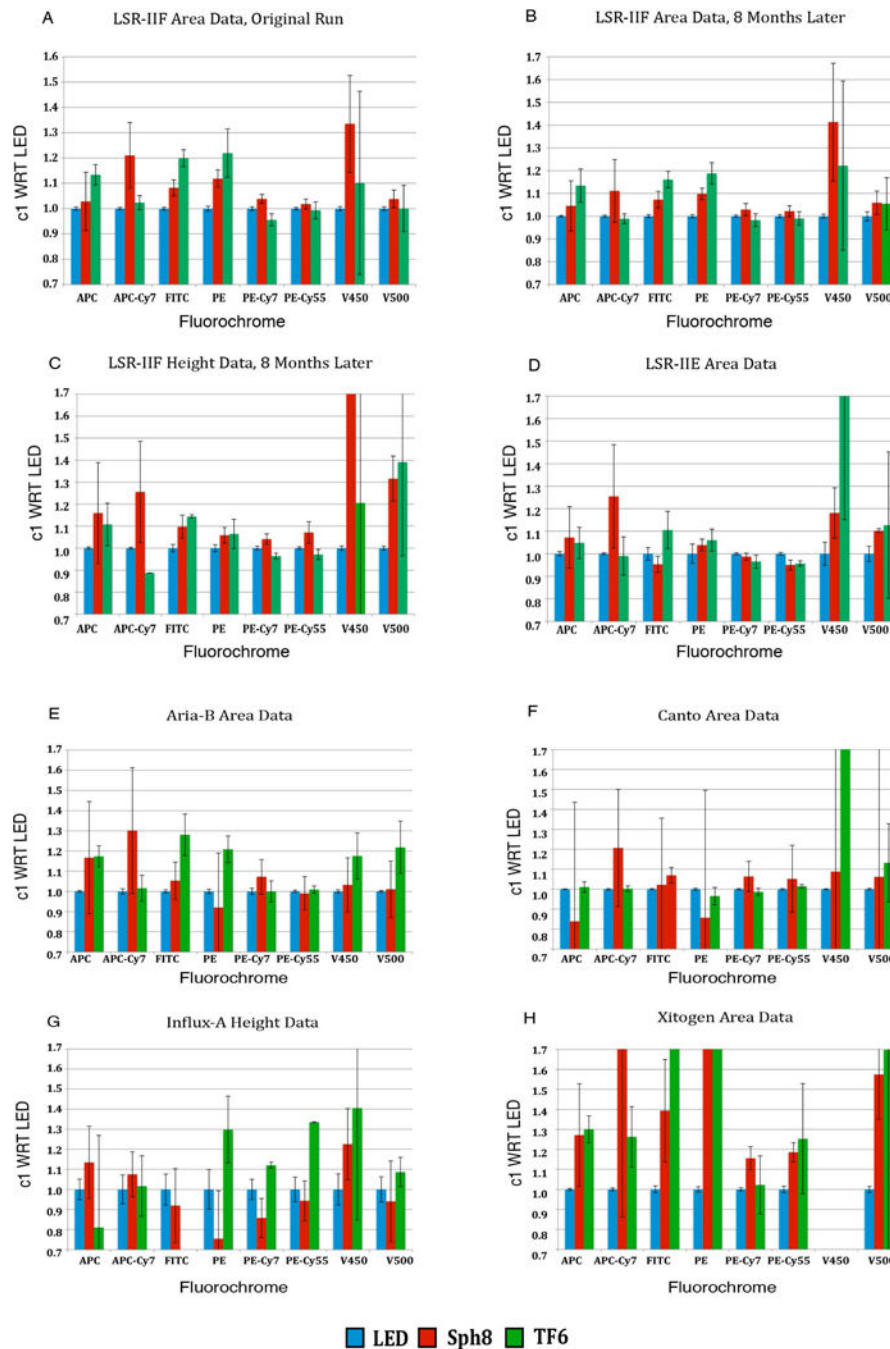 A
LSR-IIF Area Data, Original Run
c1 WRT LED
1.6
1.5
1.4
1.3
1.2
1.1
1.0
0.9
0.8
0.7
APC APC-Cy7 FITC PE PE-Cy7 PE-Cy55 V450 V500
Fluorochrome
B
LSR-IIF Area Data, 8 Months Later
c1 WRT LED
1.7
1.6
1.5
1.4
1.3
1.2
1.1
1.0
0.9
0.8
0.7
APC APC-Cy7 FITC PE PE-Cy7 PE-Cy55 V450 V500
Fluorochrome
C
LSR-IIF Height Data, 8 Months Later
c1 WRT LED
1.7
1.6
1.5
1.4
1.3
1.2
1.1
1.0
0.9
0.8
0.7
APC APC-Cy7 FITC PE PE-Cy7 PE-Cy55 V450 V500
Fluorochrome
D
LSR-IIE Area Data
c1 WRT LED
1.7
1.6
1.5
1.4
1.3
1.2
1.1
1.0
0.9
0.8
0.7
APC APC-Cy7 FITC PE PE-Cy7 PE-Cy55 V450 V500
Fluorochrome
E
Aria-B Area Data
c1 WRT LED
1.7
1.6
1.5
1.4
1.3
1.2
1.1
1.0
0.9
0.8
0.7
APC APC-Cy7 FITC PE PE-Cy7 PE-Cy55 V450 V500
Fluorochrome
F
Canto Area Data
c1 WRT LED
1.7
1.6
1.5
1.4
1.3
1.2
1.1
1.0
0.9
0.8
0.7
APC APC-Cy7 FITC PE PE-Cy7 PE-Cy55 V450 V500
Fluorochrome
G
Influx-A Height Data
c1 WRT LED
1.7
1.6
1.5
1.4
1.3
1.2
1.1
1.0
0.9
0.8
0.7
APC APC-Cy7 FITC PE PE-Cy7 PE-Cy55 V450 V500
Fluorochrome
H
Xitogen Area Data
c1 WRT LED
1.7
1.6
1.5
1.4
1.3
1.2
1.1
1.0
0.9
0.8
0.7
APC APC-Cy7 FITC PE PE-Cy7 PE-Cy55 V450 V500
Fluorochrome
LED Sph8 TF6